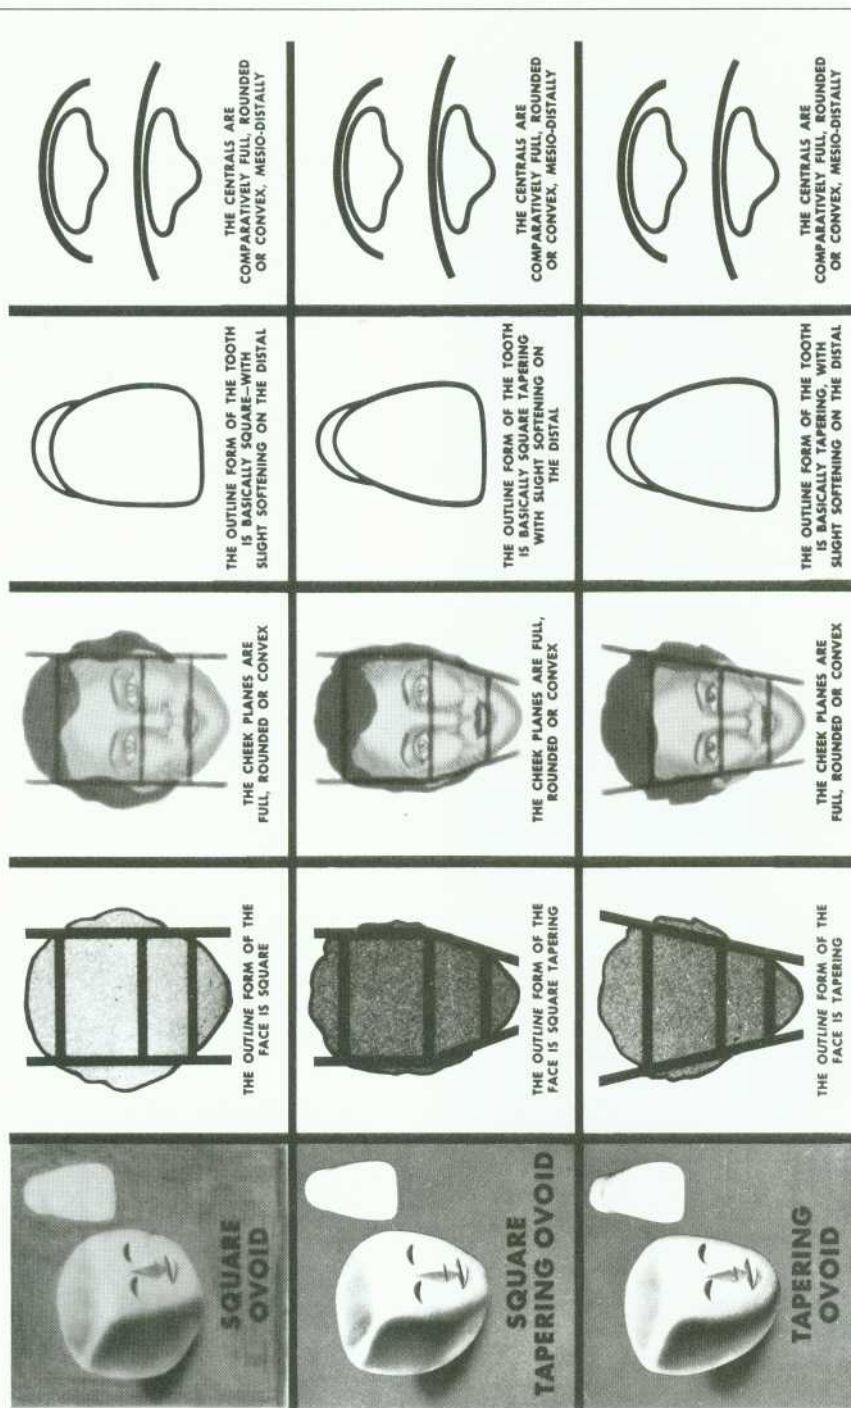 SQUARE
OVOID
THE OUTLINE FORM OF THE
FACE IS SQUARE
THE CHEEK PLANES ARE
FULL, ROUNDED OR CONVEX
THE OUTLINE FORM OF THE TOOTH
IS BASICALLY SQUARE—WITH
SLIGHT SOFTENING ON THE DISTAL
THE CENTRALS ARE
COMPARATIVELY FULL, ROUNDED
OR CONVEX, MESIO-DISTALLY
SQUARE
TAPERING OVOID
THE OUTLINE FORM OF THE
FACE IS SQUARE TAPERING
THE CHEEK PLANES ARE FULL,
ROUNDED OR CONVEX
THE OUTLINE FORM OF THE TOOTH
IS BASICALLY SQUARE TAPERING
WITH SLIGHT SOFTENING ON
THE DISTAL
THE CENTRALS ARE
COMPARATIVELY FULL, ROUNDED
OR CONVEX, MESIO-DISTALLY
TAPERING
OVOID
THE OUTLINE FORM OF THE
FACE IS TAPERING
THE CHEEK PLANES ARE
FULL, ROUNDED OR CONVEX
THE OUTLINE FORM OF THE TOOTH
IS BASICALLY TAPERING, WITH
SLIGHT SOFTENING ON THE DISTAL
THE CENTRALS ARE
COMPARATIVELY FULL, ROUNDED
OR CONVEX, MESIO-DISTALLY